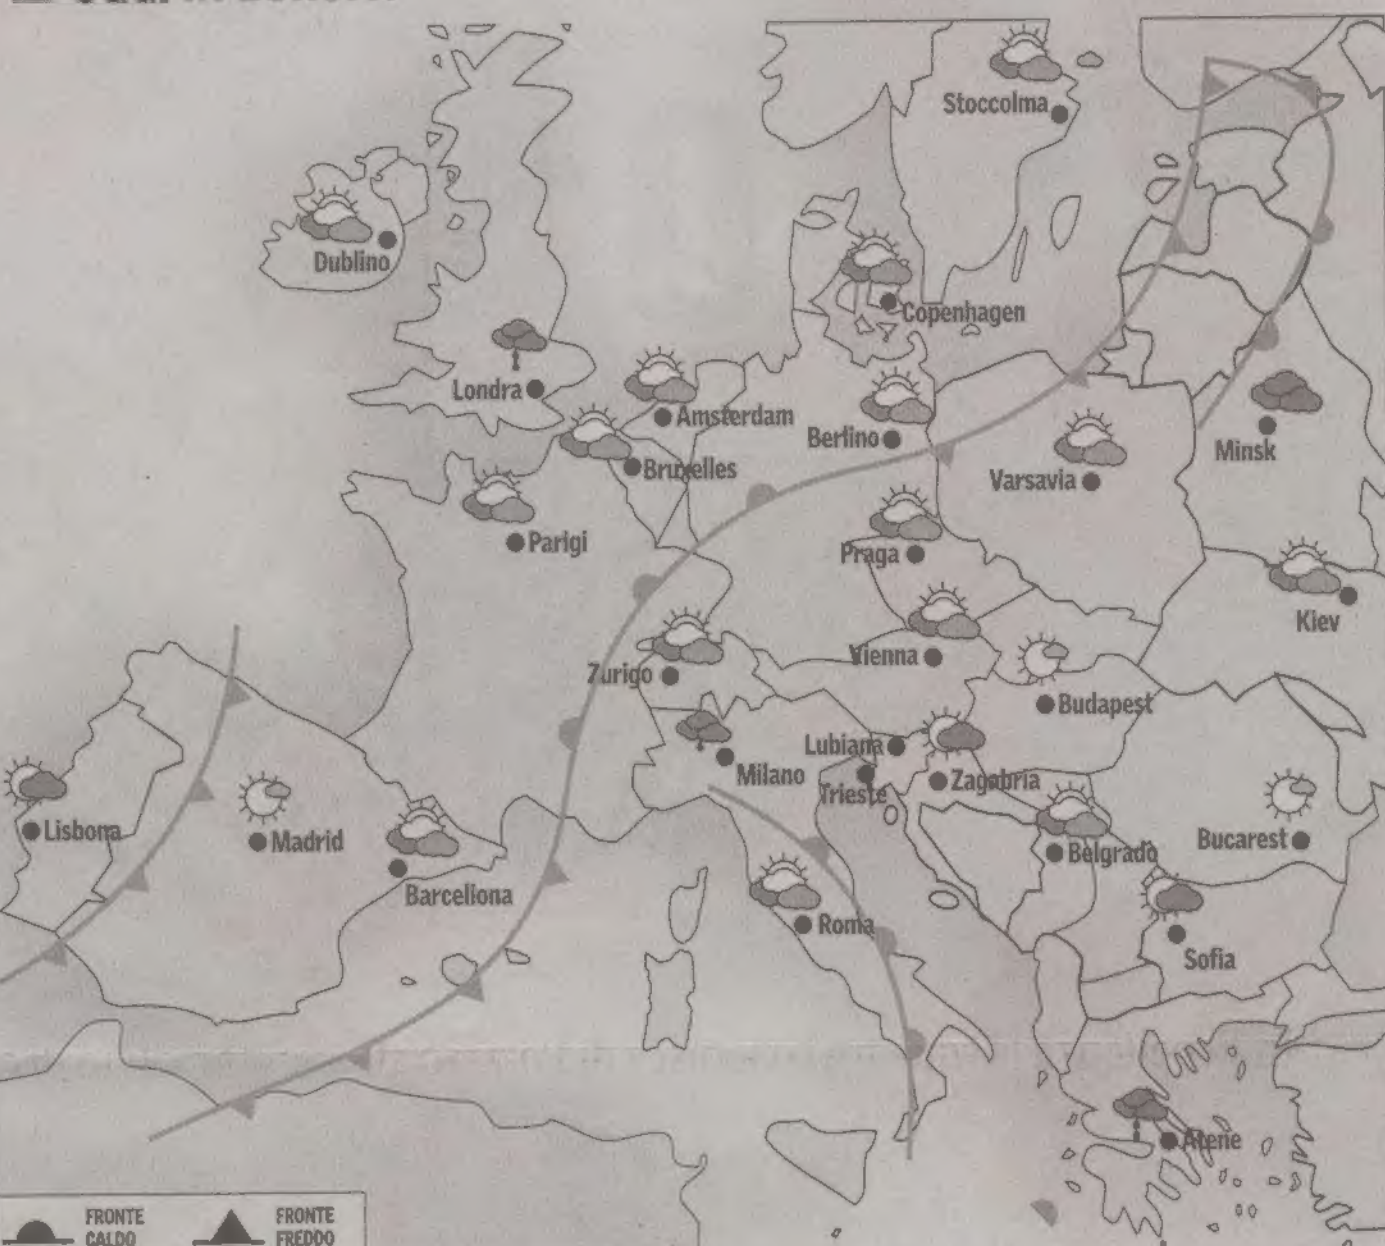 Stoccolma
Dublino
Copenhagen
Londra
Amsterdam
Berlino
Bruxelles
Minsk
Varsavia
Parigi
Praga
Kiev
Vienna
Zurigo
Budapest
Lubiana
Milano
Trieste
Zagabria
Lisbona
Madrid
Bucarest
Belgrado
Barcellona
Roma
Sofia
Atene
FRONTE
CALDO
FRONTE
FREDDO